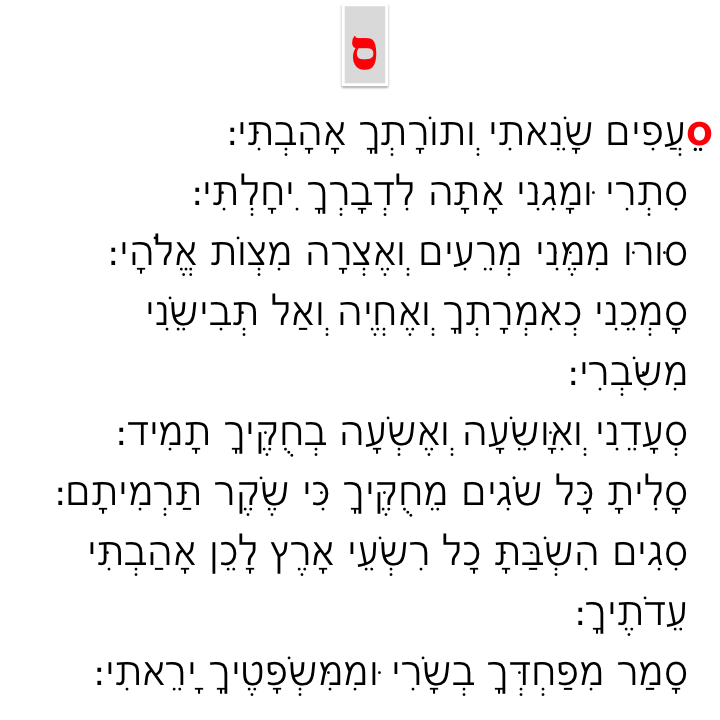 ס
סֵעֲפִים שָׂנֵאתִי וְתוֹרָתְךָ אָהָבְתִּי:
סִתְרִי וּמָגִנִּי אָתָּה לִדְבָרְךָ יִחָלְתִּי:
סוּרוּ מִמֶּנִּי מְרֵעִים וְאֶצְּרָה מִצְוֹת אֱלֹהָי:
סָמְכֵנִי כְאִמְרָתְךָ וְאֶחְיֶה וְאַל תְּבִישֵׁנִי
מִשִּׂבְרִי:
סְעָדֵנִי וְאִוָּשֵׁעָה וְאֶשְׁעָה בְחֻקֶּיךָ תָמִיד:
סָלִיתָ כָּל שׁוֹגִים מֵחֻקֶּיךָ כִּי שֶׁקֶר תַּרְמִיתָם:
סִגִים הִשְׁבַּתָּ כָל רִשְׁעֵי אָרֶץ לָכֵן אָהַבְתִּי
עֵדֹתֶיךָ:
סָמַר מִפַּחְדְּךָ בְשָׂרִי וּמִמִּשְׁפָּטֶיךָ יָרֵאתִי: